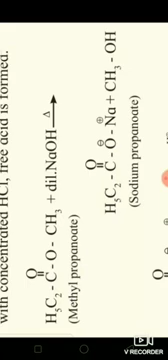 with concentrated HCl, free acid is formed.
O
||
H₅C₂ - C - O - CH₃ + dil. NaOH —Δ→
(Methyl propanoate)
O
||
H₅C₂ - C - O⊖ - Na⊕ + CH₃ - OH
(Sodium propanoate)
O
||
⊖ ⊕
V RECORDER